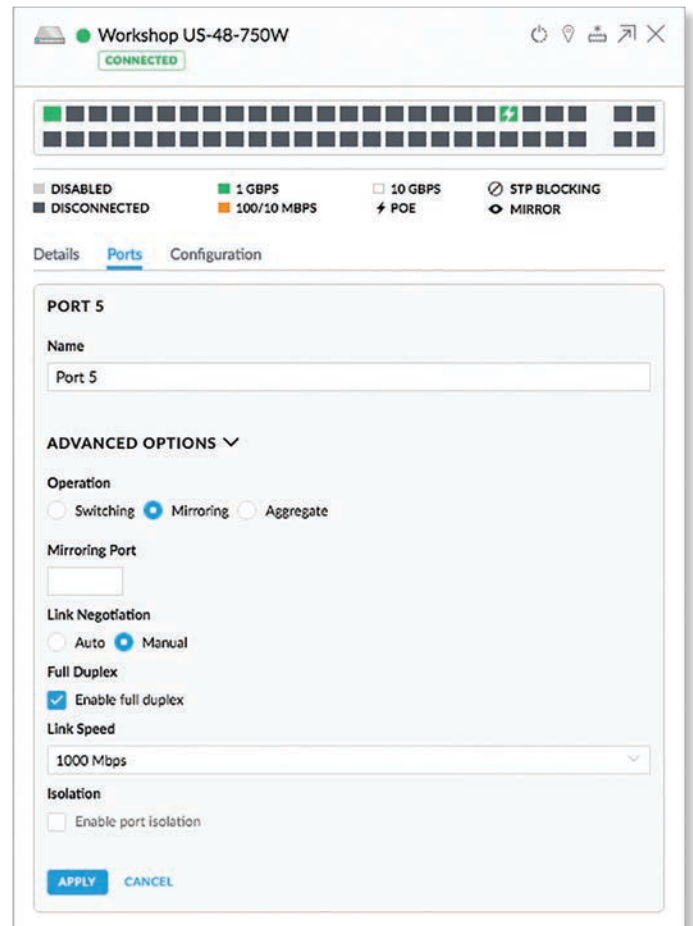 Workshop US-48-750W
CONNECTED
DISABLED 1 GBPS 10 GBPS STP BLOCKING
DISCONNECTED 100/10 MBPS POE MIRROR
Details Ports Configuration
PORT 5
Name
Port 5
ADVANCED OPTIONS
Operation
Switching Mirroring Aggregate
Mirroring Port
Link Negotiation
Auto Manual
Full Duplex
Enable full duplex
Link Speed
1000 Mbps
Isolation
Enable port isolation
APPLY CANCEL